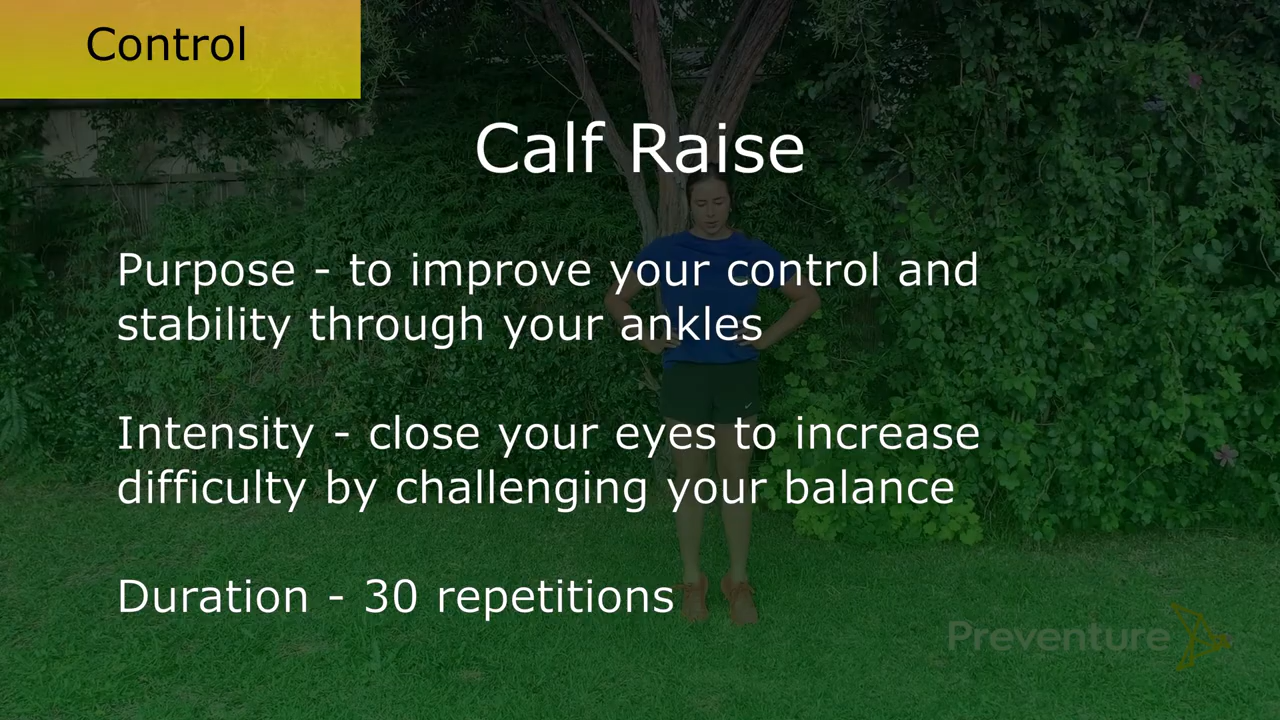 Control
Calf Raise
Purpose - to improve your control and
stability through your ankles
Intensity - close your eyes to increase
difficulty by challenging your balance
Duration - 30 repetitions
Preventure